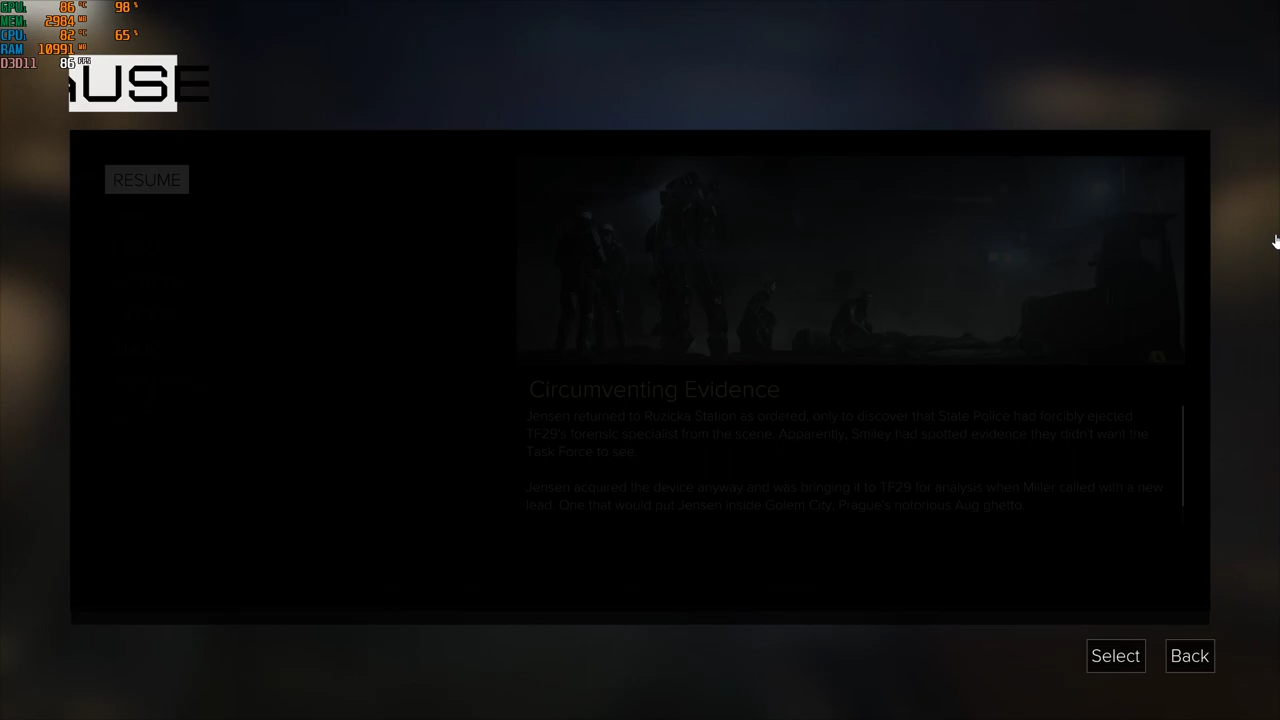 GPU: 86 °C 98 %
MEM: 2984 MB
CPU: 82 °C 65 %
RAM 10991 MB
D3D11 86 FPS
AUSE
RESUME
Circumventing Evidence
Jensen returned to Ruzicka Station as ordered, only to discover that State Police had forcibly ejected
TF29's forensic specialist from the scene. Apparently, Smiley had spotted evidence they didn't want the
Task Force to see.
Jensen acquired the device anyway and was bringing it to TF29 for analysis when Miller called with a new
lead. One that would put Jensen inside Golem City, Prague's notorious Aug ghetto.
Select Back